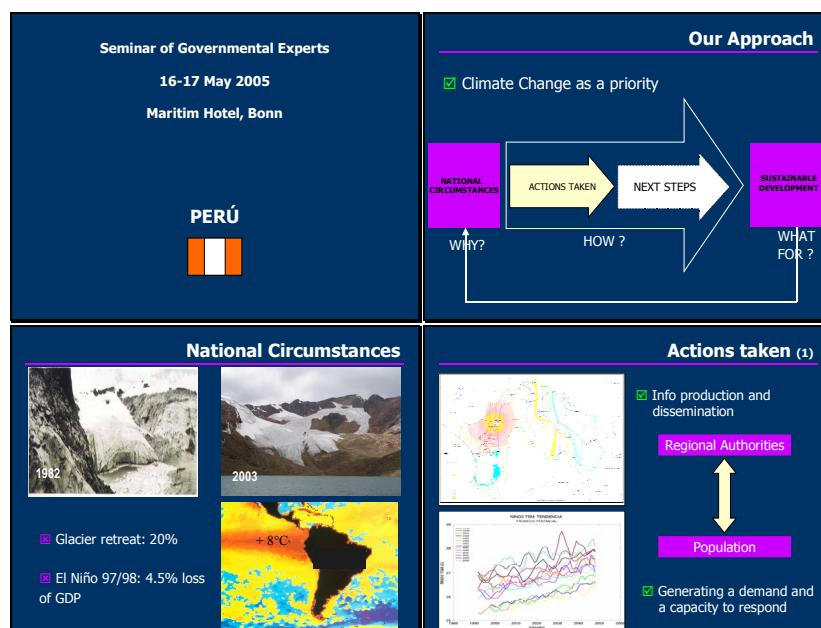 Seminar of Governmental Experts
16-17 May 2005
Maritim Hotel, Bonn
PERÚ
Our Approach
Climate Change as a priority
NATIONAL
CIRCUMSTANCES
ACTIONS TAKEN
NEXT STEPS
SUSTAINABLE
DEVELOPMENT
WHY?
HOW ?
WHAT
FOR ?
National Circumstances
1982
2003
+ 8°C
Glacier retreat: 20%
El Niño 97/98: 4.5% loss
of GDP
Actions taken (1)
Info production and
dissemination
Regional Authorities
Population
Generating a demand and
a capacity to respond